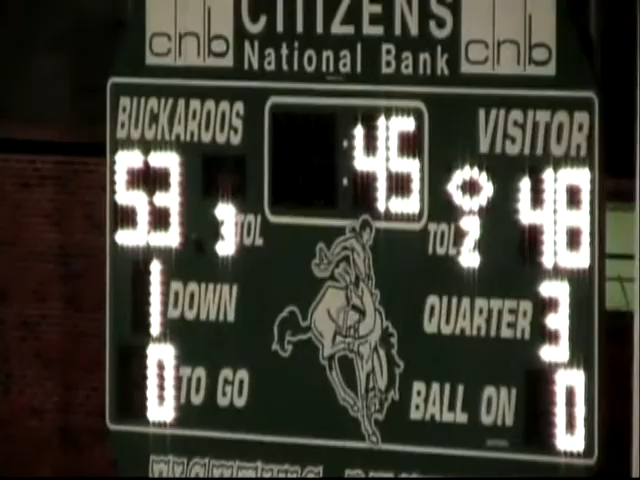 CITIZENS
cnb National Bank cnb
BUCKAROOS :45 VISITOR
53 3 TOL TOL 2 48
1 DOWN QUARTER 3
0 TO GO BALL ON 0